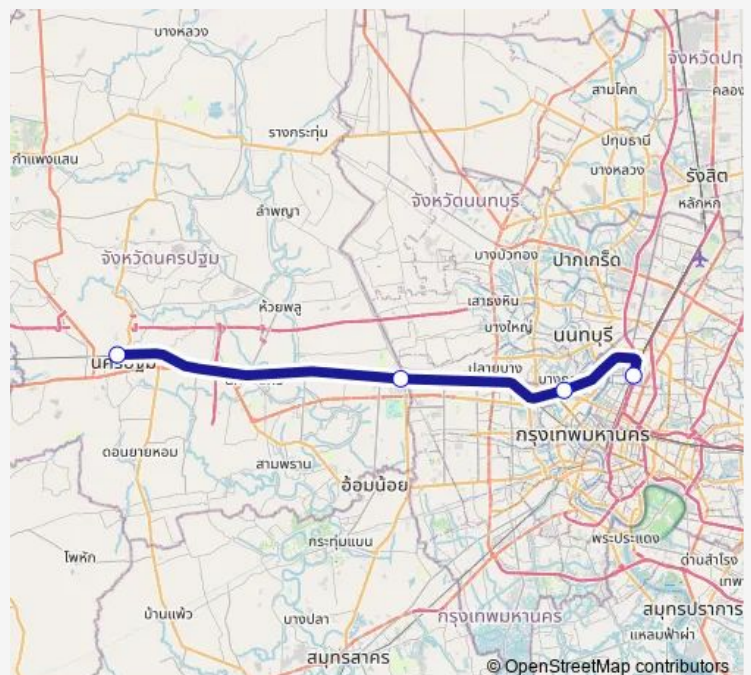 บางหลวง
จังหวัดปทุ
สามโคก
คลอง
รางกระทุ่ม
ปทุมธานี
กำแพงแสน
บางหลวง
รังสิต
จังหวัดนนทบุรี
หลักหก
ลำพญา
บางบัวทอง
ปากเกร็ด
จังหวัดนครปฐม
ห้วยพลู
เสาธงหิน
บางใหญ่
นนทบุรี
นครปฐม
ปลายบาง
กรุงเทพมหานคร
ดอนยายหอม
สามพราน
อ้อมน้อย
กระทุ่มแบน
พระประแดง
โพหัก
ด่านสำโรง
เทพ
บ้านแพ้ว
บางปลา
กรุงเทพมหานคร
สมุทรปราการ
แหลมฟ้าผ่า
สมุทรสาคร
© OpenStreetMap contributors